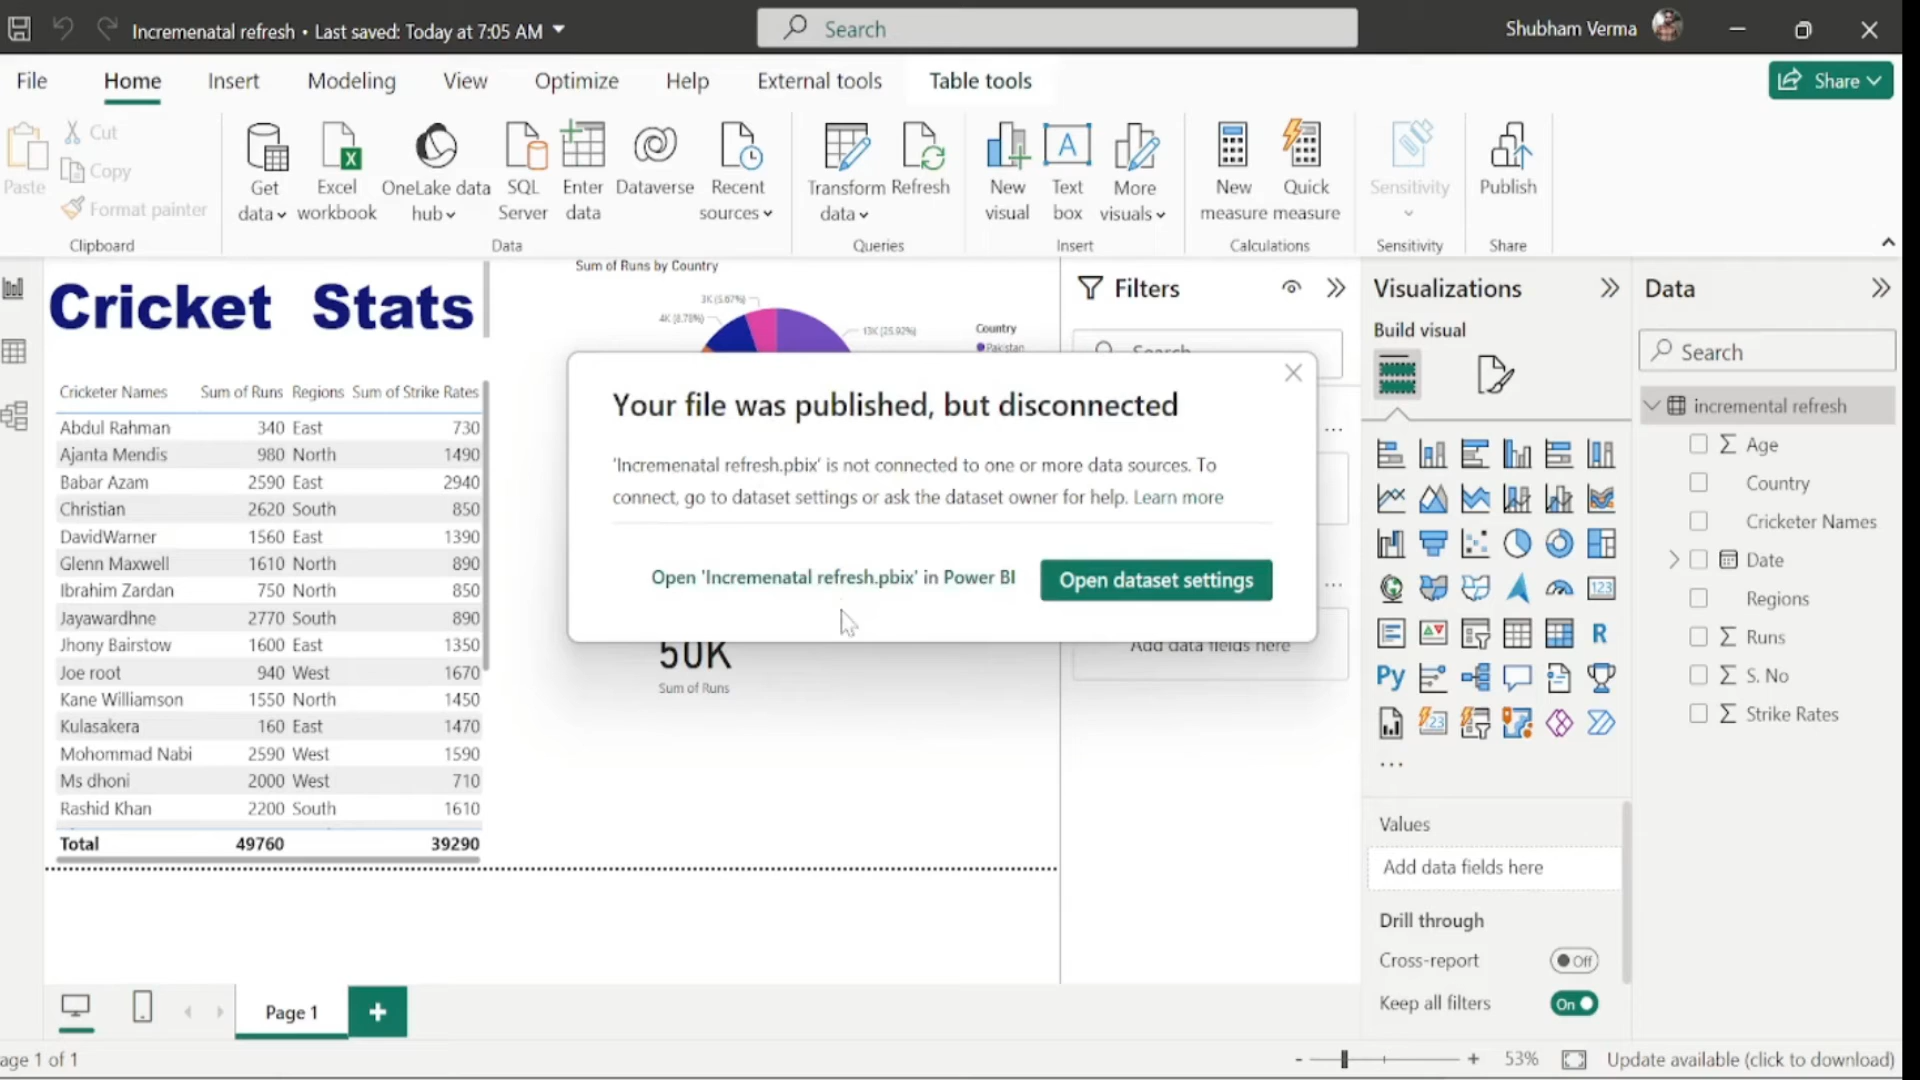 Incremenatal refresh • Last saved: Today at 7:05 AM
Search
Shubham Verma
File Home Insert Modeling View Optimize Help External tools Table tools
Share
Paste
Cut
Copy
Format painter
Clipboard
Get data
Excel workbook
OneLake data hub
SQL Server
Enter data
Dataverse
Recent sources
Data
Transform data
Refresh
Queries
New visual
Text box
More visuals
Insert
New measure
Quick measure
Calculations
Sensitivity
Sensitivity
Publish
Share
Cricket Stats
Cricketer Names Sum of Runs Regions Sum of Strike Rates
Abdul Rahman 340 East 730
Ajanta Mendis 980 North 1490
Babar Azam 2590 East 2940
Christian 2620 South 850
DavidWarner 1560 East 1390
Glenn Maxwell 1610 North 890
Ibrahim Zardan 750 North 850
Jayawardhne 2770 South 890
Jhony Bairstow 1600 East 1350
Joe root 940 West 1670
Kane Williamson 1550 North 1450
Kulasakera 160 East 1470
Mohommad Nabi 2590 West 1590
Ms dhoni 2000 West 710
Rashid Khan 2200 South 1610
Total 49760 39290
Sum of Runs by Country
3K (5.67%)
4K (8.78%)
13K (25.92%)
Country
Pakistan
Your file was published, but disconnected
'Incremenatal refresh.pbix' is not connected to one or more data sources. To
connect, go to dataset settings or ask the dataset owner for help. Learn more
Open 'Incremenatal refresh.pbix' in Power BI
Open dataset settings
50K
Sum of Runs
Filters
Search
Add data fields here
Visualizations
Build visual
123
R
Py
123
Values
Add data fields here
Drill through
Cross-report
Off
Keep all filters
On
Data
Search
incremental refresh
Age
Country
Cricketer Names
Date
Regions
Runs
S. No
Strike Rates
Page 1
age 1 of 1
- + 53%
Update available (click to download)